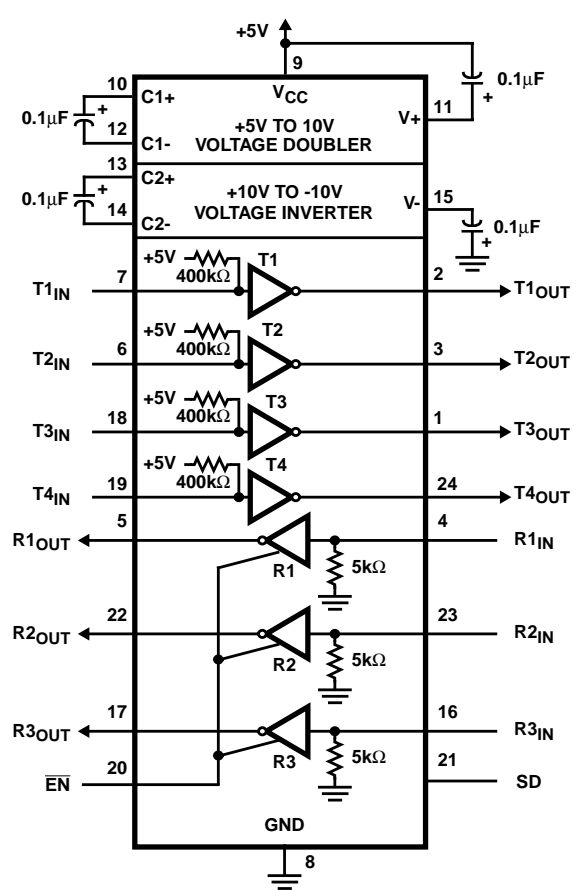 +5V
9
10
C1+
VCC
0.1µF
+
0.1µF
+
11
V+
12
C1-
+5V TO 10V
VOLTAGE DOUBLER
13
C2+
0.1µF
+
14
C2-
+10V TO -10V
VOLTAGE INVERTER
15
V-
0.1µF
+
+5V
400kΩ
T1
T1IN
7
2
T1OUT
+5V
400kΩ
T2
T2IN
6
3
T2OUT
+5V
400kΩ
T3
T3IN
18
1
T3OUT
+5V
400kΩ
T4
T4IN
19
24
T4OUT
R1OUT
5
4
R1IN
R1
5kΩ
R2OUT
22
23
R2IN
R2
5kΩ
R3OUT
17
16
R3IN
R3
5kΩ
EN
20
21
SD
GND
8